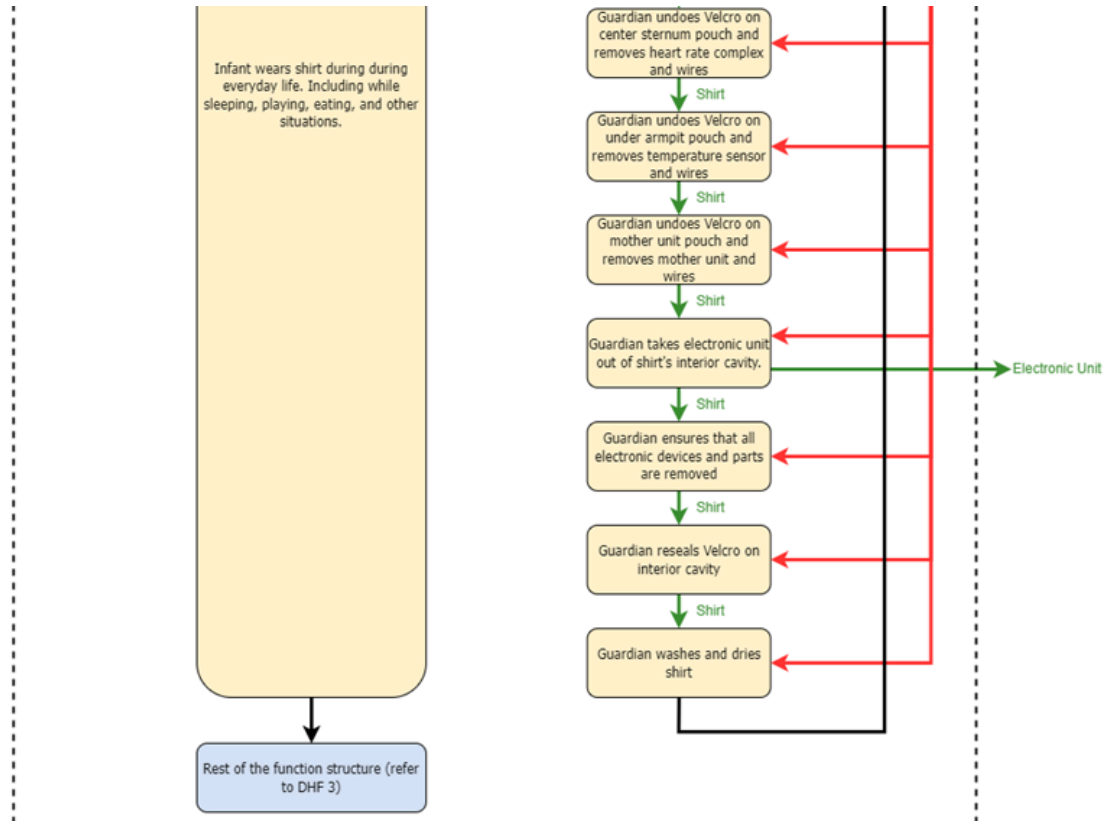 Infant wears shirt during during
everyday life. Including while
sleeping, playing, eating, and other
situations.
Rest of the function structure (refer
to DHF 3)
Guardian undoes Velcro on
center sternum pouch and
removes heart rate complex
and wires
Shirt
Guardian undoes Velcro on
under armpit pouch and
removes temperature sensor
and wires
Shirt
Guardian undoes Velcro on
mother unit pouch and
removes mother unit and
wires
Shirt
Guardian takes electronic unit
out of shirt's interior cavity.
Electronic Unit
Shirt
Guardian ensures that all
electronic devices and parts
are removed
Shirt
Guardian reseals Velcro on
interior cavity
Shirt
Guardian washes and dries
shirt